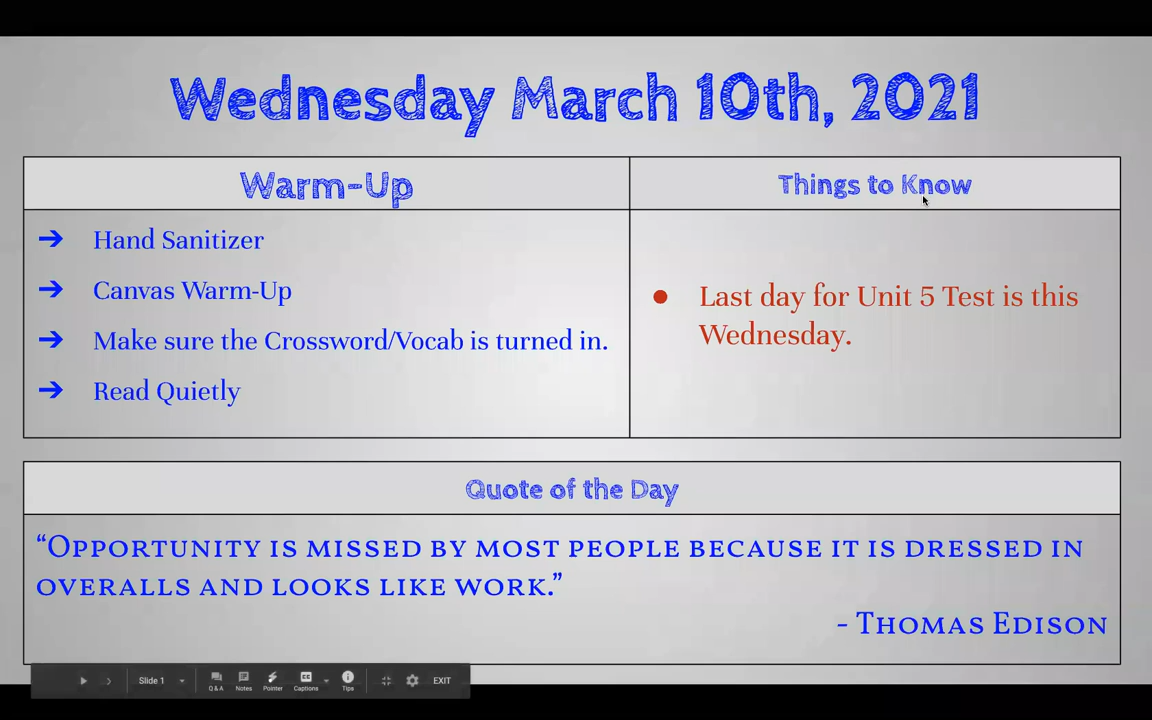 Wednesday March 10th, 2021
Warm-Up
➔ Hand Sanitizer
➔ Canvas Warm-Up
➔ Make sure the Crossword/Vocab is turned in.
➔ Read Quietly
Things to Know
● Last day for Unit 5 Test is this
Wednesday.
Quote of the Day
“Opportunity is missed by most people because it is dressed in
overalls and looks like work.”
- Thomas Edison
Slide 1
Q & A
Notes
Pointer
CC
Captions
Tips
EXIT